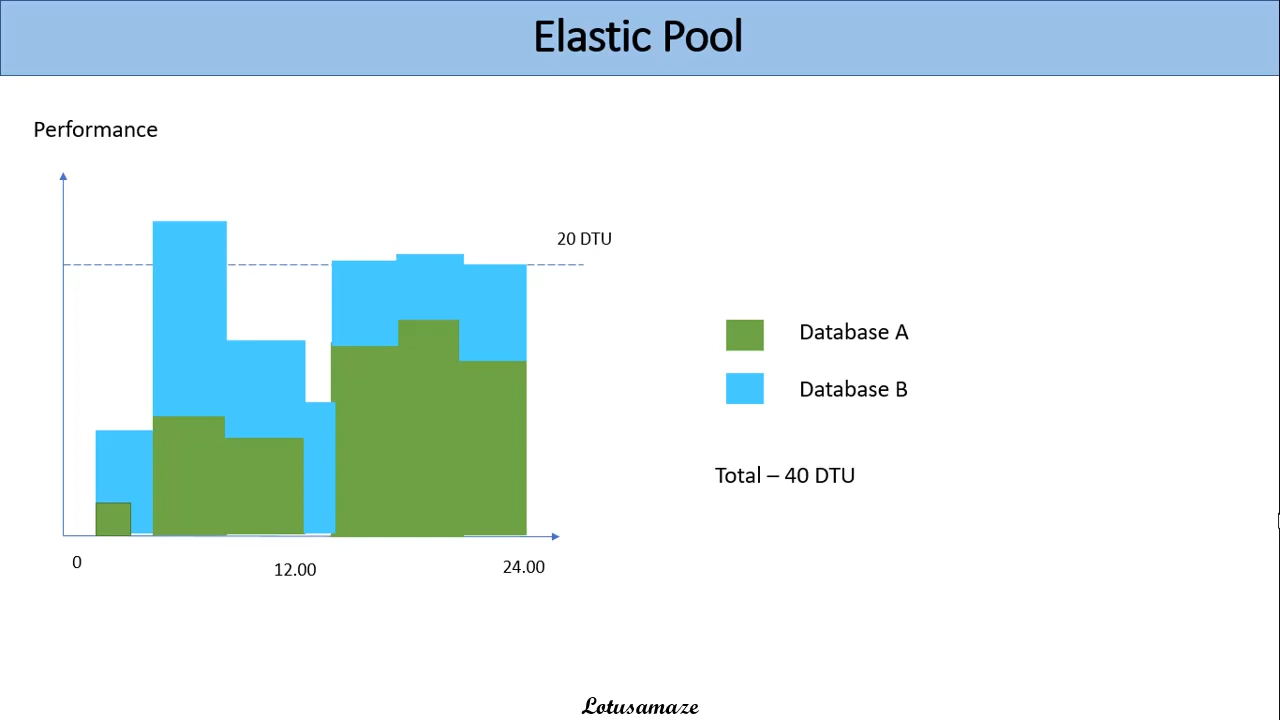 Elastic Pool
Performance
20 DTU
Database A
Database B
Total – 40 DTU
0
12.00
24.00
Lotusamaze